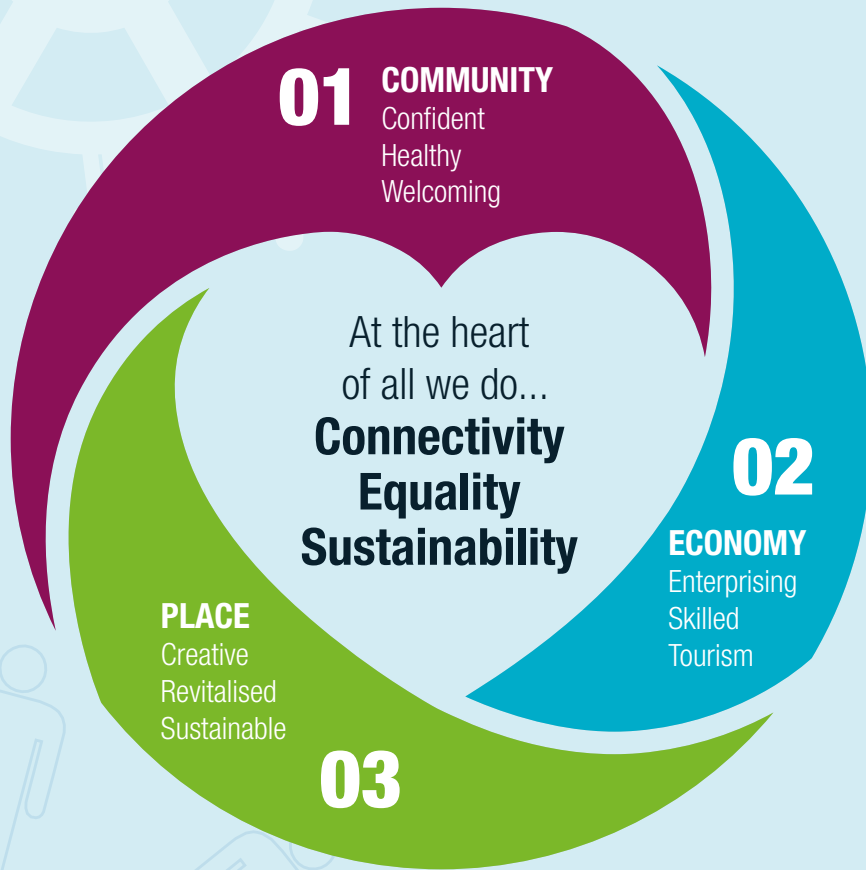 01
COMMUNITY
Confident
Healthy
Welcoming
At the heart
of all we do...
Connectivity
Equality
Sustainability
02
ECONOMY
Enterprising
Skilled
Tourism
PLACE
Creative
Revitalised
Sustainable
03